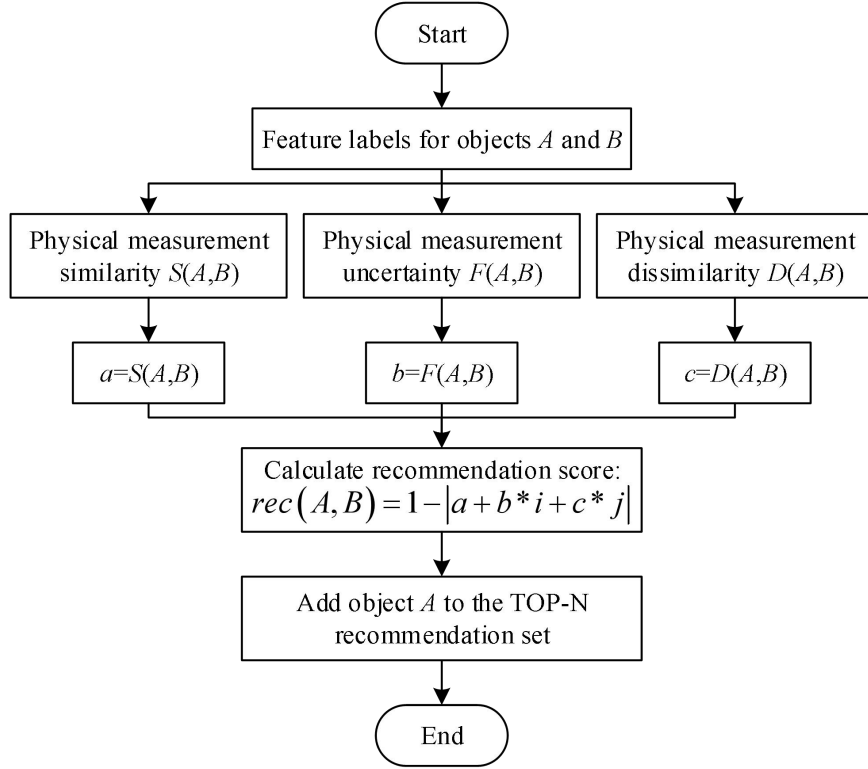 Start
Feature labels for objects A and B
Physical measurement
similarity S(A,B)
Physical measurement
uncertainty F(A,B)
Physical measurement
dissimilarity D(A,B)
a=S(A,B)
b=F(A,B)
c=D(A,B)
Calculate recommendation score:
rec(A,B)=1-|a+b*i+c*j|
Add object A to the TOP-N
recommendation set
End